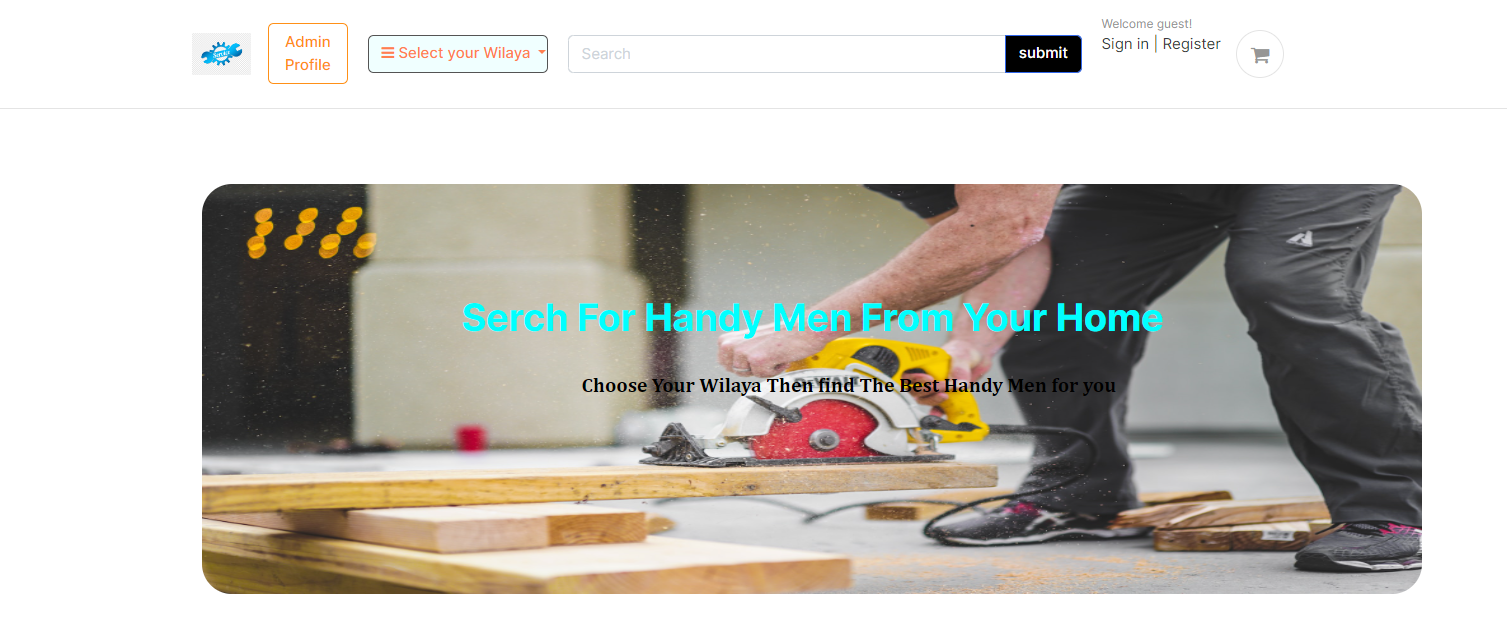 Welcome guest!
Admin
Profile
Select your Wilaya
Search
submit
Sign in | Register
Serch For Handy Men From Your Home
Choose Your Wilaya Then find The Best Handy Men for you